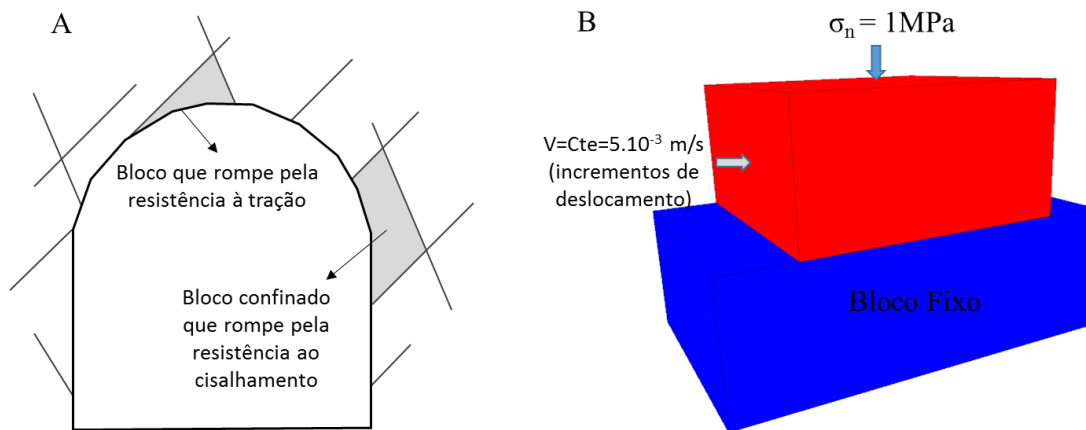 A
Bloco que rompe pela
resistência à tração
Bloco confinado
que rompe pela
resistência ao
cisalhamento
B
σₙ = 1MPa
V=Cte=5.10⁻³ m/s
(incrementos de
deslocamento)
Bloco Fixo